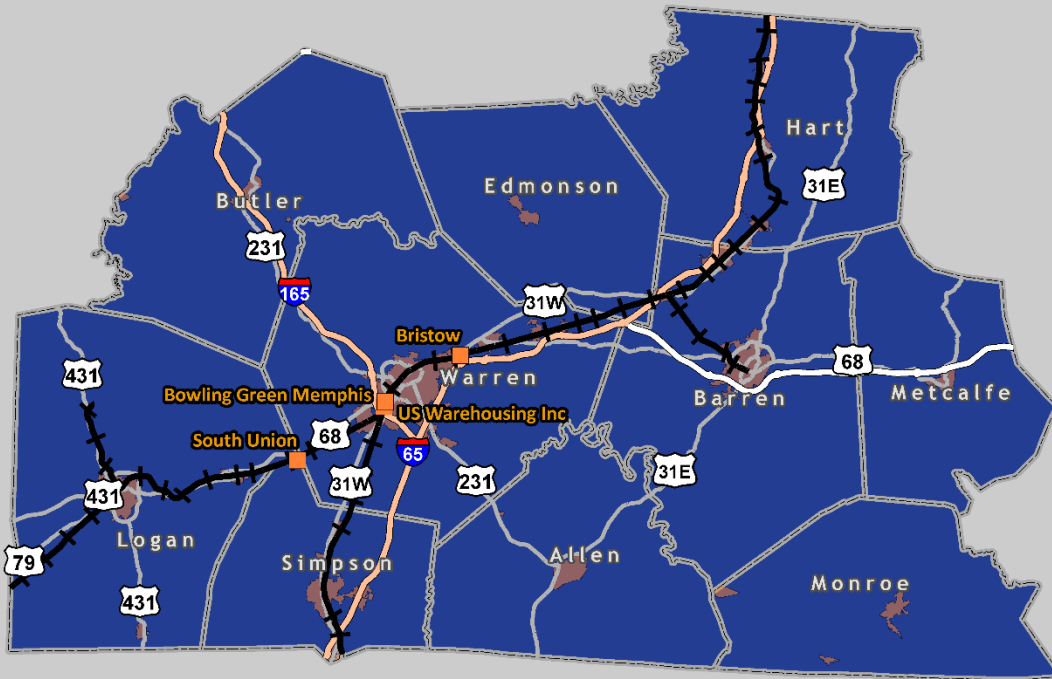 Hart
Edmonson
31E
Butler
231
165
31W
Bristow
Warren
68
431
Bowling Green Memphis
Barren
Metcalfe
US Warehousing Inc
South Union
68
65
31W
231
31E
431
Logan
79
Simpson
Allen
Monroe
431